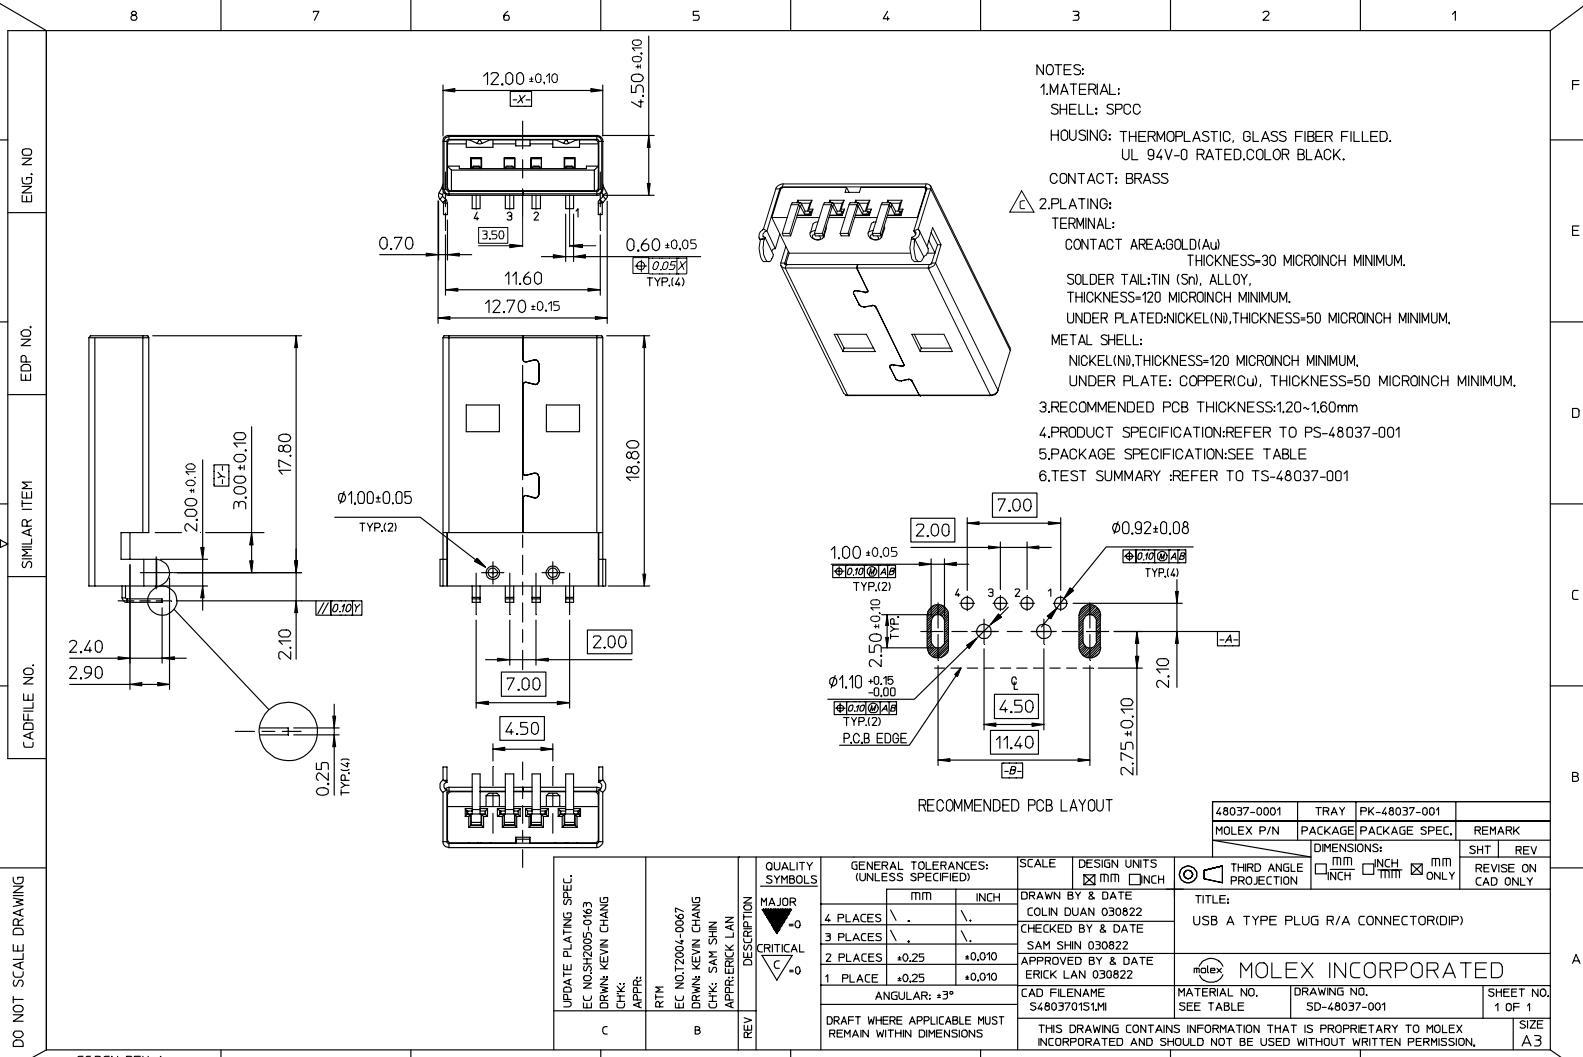 8 7 6 5 4 3 2 1
F
E
D
C
B
A
ENG. NO
EDP NO.
SIMILAR ITEM
CADFILE NO.
DO NOT SCALE DRAWING
12.00 ±0.10
-X-
4.50 ±0.10
4 3 2 1
3.50
0.70
0.60 ±0.05
0.05 X
TYP.(4)
11.60
12.70 ±0.15
17.80
-Y-
3.00 ±0.10
2.00 ±0.10
// 0.10 Y
2.10
2.40
2.90
0.25
TYP.(4)
18.80
Ø1.00±0.05
TYP.(2)
2.00
7.00
4.50
NOTES:
1.MATERIAL:
SHELL: SPCC
HOUSING: THERMOPLASTIC, GLASS FIBER FILLED.
UL 94V-0 RATED,COLOR BLACK.
CONTACT: BRASS
C 2.PLATING:
TERMINAL:
CONTACT AREA:GOLD(Au)
THICKNESS=30 MICROINCH MINIMUM.
SOLDER TAIL:TIN (Sn), ALLOY,
THICKNESS=120 MICROINCH MINIMUM.
UNDER PLATED:NICKEL(Ni),THICKNESS=50 MICROINCH MINIMUM.
METAL SHELL:
NICKEL(Ni),THICKNESS=120 MICROINCH MINIMUM.
UNDER PLATE: COPPER(Cu), THICKNESS=50 MICROINCH MINIMUM.
3.RECOMMENDED PCB THICKNESS:1.20~1.60mm
4.PRODUCT SPECIFICATION:REFER TO PS-48037-001
5.PACKAGE SPECIFICATION:SEE TABLE
6.TEST SUMMARY :REFER TO TS-48037-001
7.00
2.00
Ø0.92±0.08
0.10 M A B
TYP.(4)
1.00 ±0.05
0.10 M A B
TYP.(2)
4 3 2 1
2.50 ±0.10
TYP.
-A-
2.10
Ø1.10 +0.15
-0.00
0.10 M A B
TYP.(2)
P.C.B EDGE
4.50
11.40
-B-
2.75 ±0.10
RECOMMENDED PCB LAYOUT
48037-0001 TRAY PK-48037-001
MOLEX P/N PACKAGE PACKAGE SPEC. REMARK
UPDATE PLATING SPEC.
EC NO.SH2005-0163
DRWN: KEVIN CHANG
CH'K:
APPR:
C
RTM
EC NO.T2004-0067
DRWN: KEVIN CHANG
CH'K: SAM SHIN
APPR:ERICK LAN
B
DESCRIPTION
REV
QUALITY
SYMBOLS
MAJOR
=0
CRITICAL
C =0
GENERAL TOLERANCES:
(UNLESS SPECIFIED)
mm INCH
4 PLACES \ . \.
3 PLACES \ . \.
2 PLACES ±0.25 ±0.010
1 PLACE ±0.25 ±0.010
ANGULAR: ±3°
DRAFT WHERE APPLICABLE MUST
REMAIN WITHIN DIMENSIONS
SCALE
DESIGN UNITS
mm INCH
THIRD ANGLE
PROJECTION
DIMENSIONS:
mm
INCH
INCH
mm
mm
ONLY
SHT REV
REVISE ON
CAD ONLY
DRAWN BY & DATE
COLIN DUAN 030822
CHECKED BY & DATE
SAM SHIN 030822
APPROVED BY & DATE
ERICK LAN 030822
TITLE:
USB A TYPE PLUG R/A CONNECTOR(DIP)
molex MOLEX INCORPORATED
CAD FILENAME
S4803701S1.MI
MATERIAL NO.
SEE TABLE
DRAWING NO.
SD-48037-001
SHEET NO.
1 OF 1
THIS DRAWING CONTAINS INFORMATION THAT IS PROPRIETARY TO MOLEX
INCORPORATED AND SHOULD NOT BE USED WITHOUT WRITTEN PERMISSION.
SIZE
A3